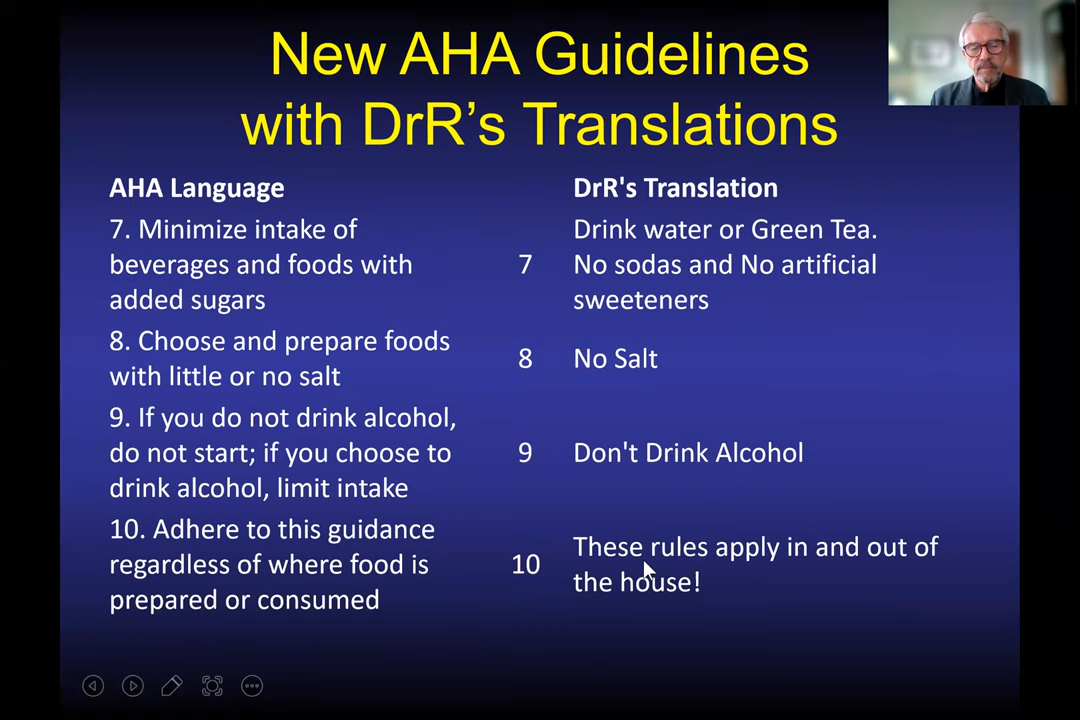 New AHA Guidelines
with DrR's Translations
AHA Language
DrR's Translation
7. Minimize intake of
beverages and foods with
added sugars
7
Drink water or Green Tea.
No sodas and No artificial
sweeteners
8. Choose and prepare foods
with little or no salt
8
No Salt
9. If you do not drink alcohol,
do not start; if you choose to
drink alcohol, limit intake
9
Don't Drink Alcohol
10. Adhere to this guidance
regardless of where food is
prepared or consumed
10
These rules apply in and out of
the house!